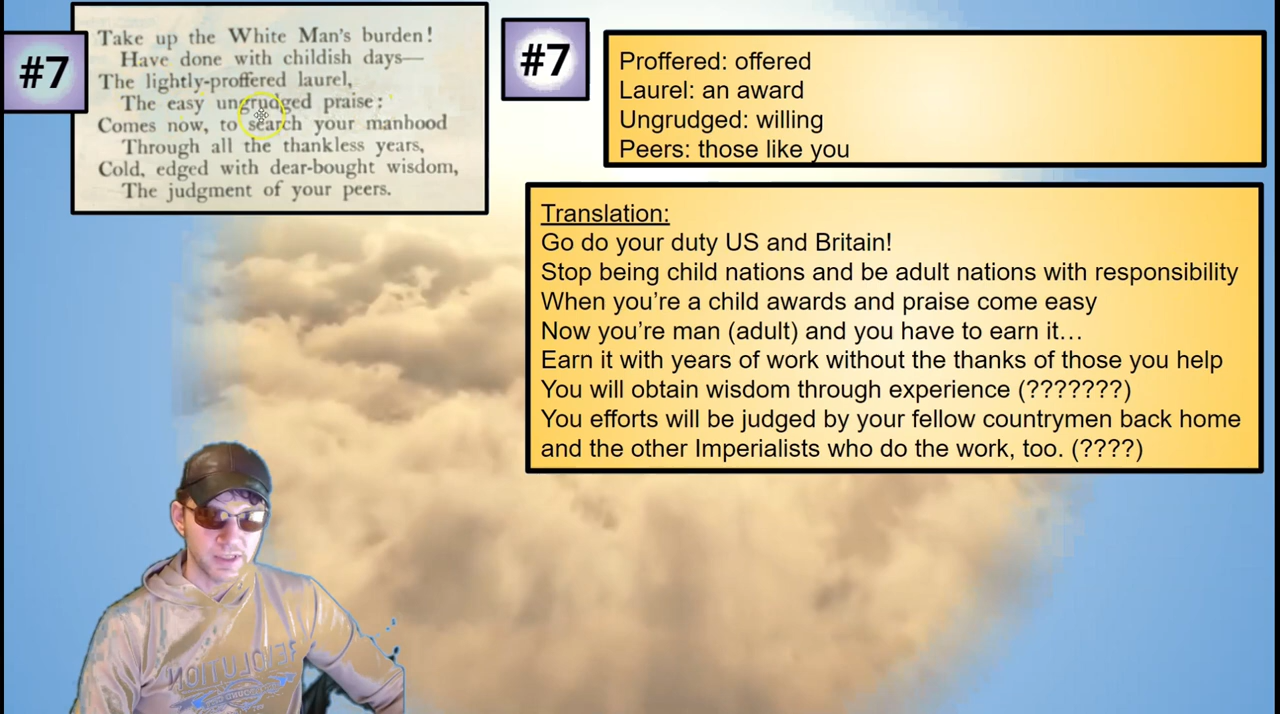 #7
Take up the White Man's burden!
Have done with childish days—
The lightly-proffered laurel,
The easy ungrudged praise:
Comes now, to search your manhood
Through all the thankless years,
Cold, edged with dear-bought wisdom,
The judgment of your peers.
#7
Proffered: offered
Laurel: an award
Ungrudged: willing
Peers: those like you
Translation:
Go do your duty US and Britain!
Stop being child nations and be adult nations with responsibility
When you're a child awards and praise come easy
Now you're man (adult) and you have to earn it…
Earn it with years of work without the thanks of those you help
You will obtain wisdom through experience (???????)
You efforts will be judged by your fellow countrymen back home
and the other Imperialists who do the work, too. (????)
REVOLUTION